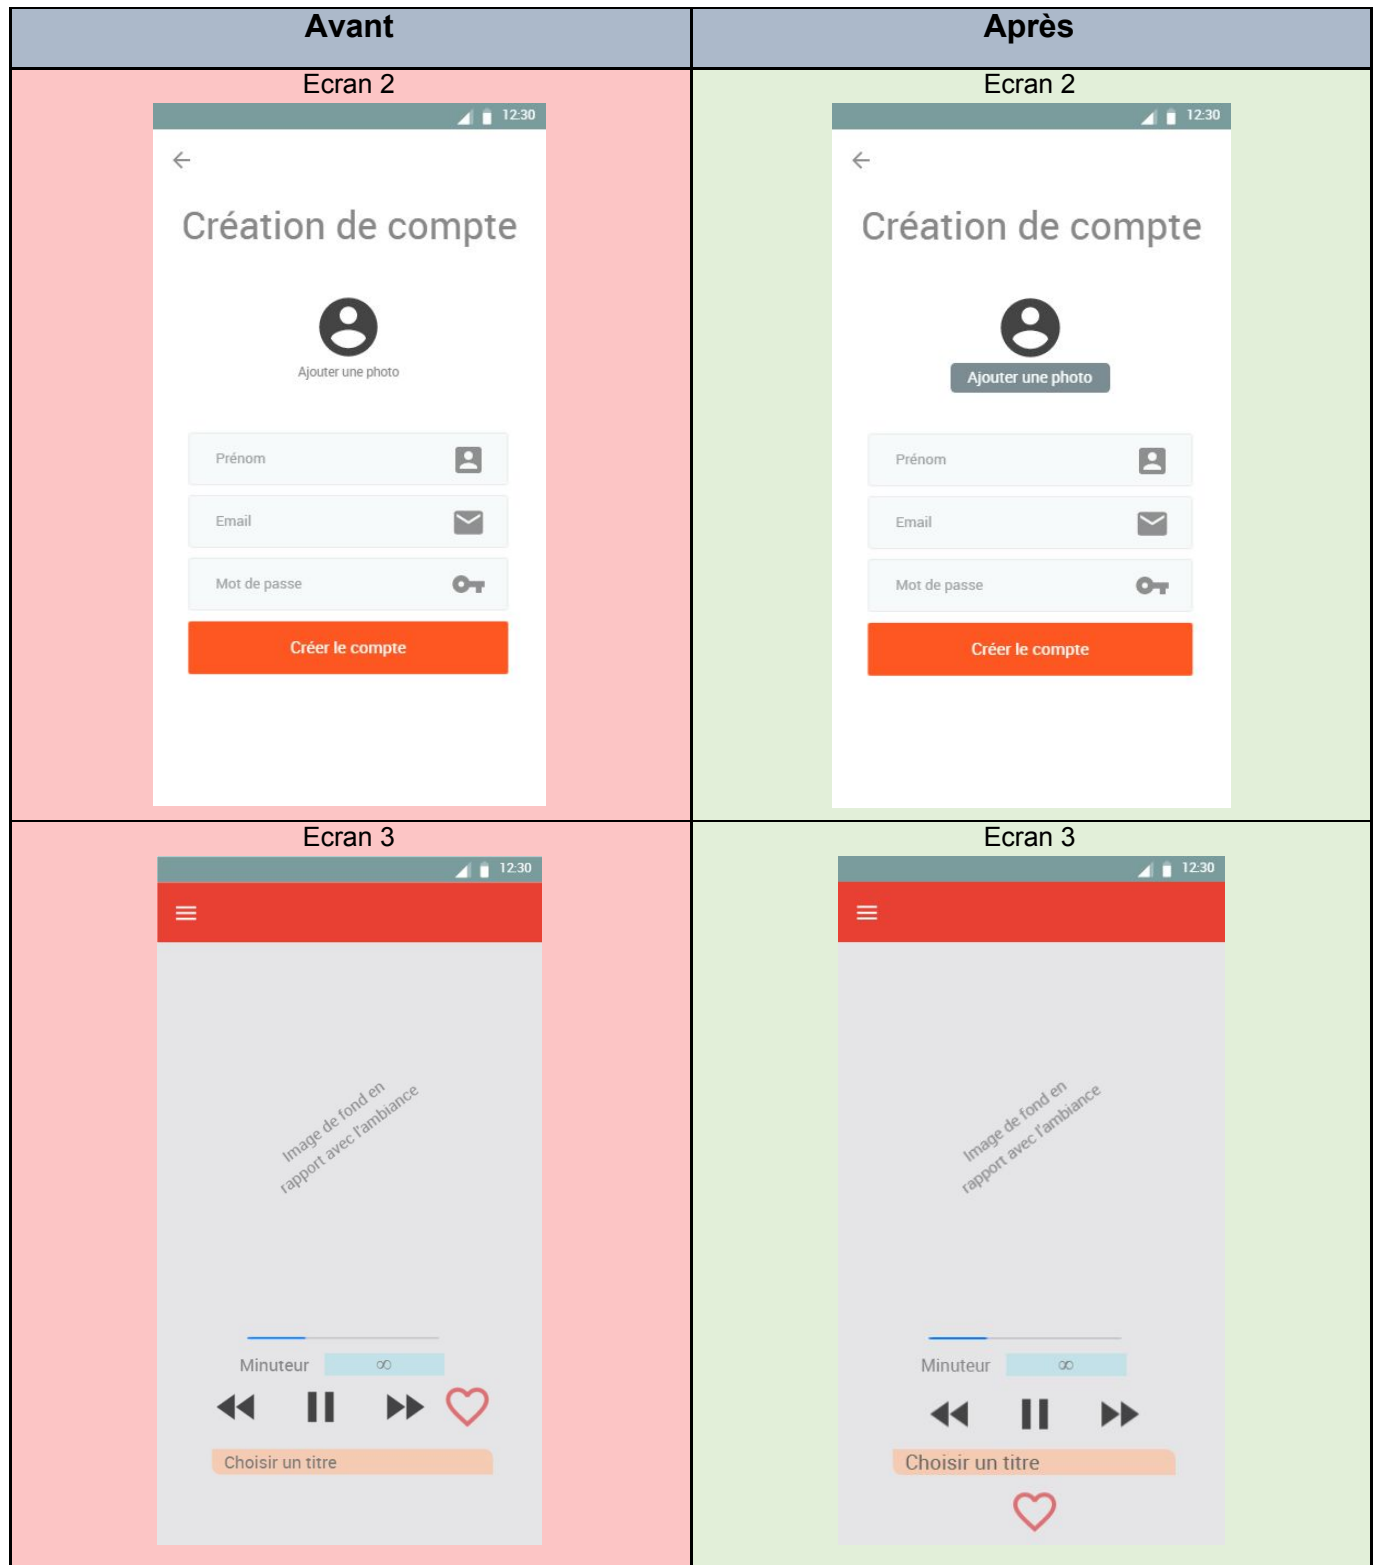 Avant
Après
Ecran 2
12:30
Création de compte
Ajouter une photo
Prénom
Email
Mot de passe
Créer le compte
Ecran 2
12:30
Création de compte
Ajouter une photo
Prénom
Email
Mot de passe
Créer le compte
Ecran 3
12:30
Image de fond en
rapport avec l'ambiance
Minuteur ∞
Choisir un titre
Ecran 3
12:30
Image de fond en
rapport avec l'ambiance
Minuteur ∞
Choisir un titre